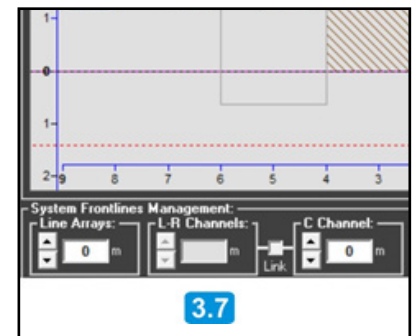 1-
0
1-
2-
9 8 7 6 5 4 3
System Frontlines Management:
Line Arrays: L-R Channels: C Channel:
0 m m Link 0 m
3.7